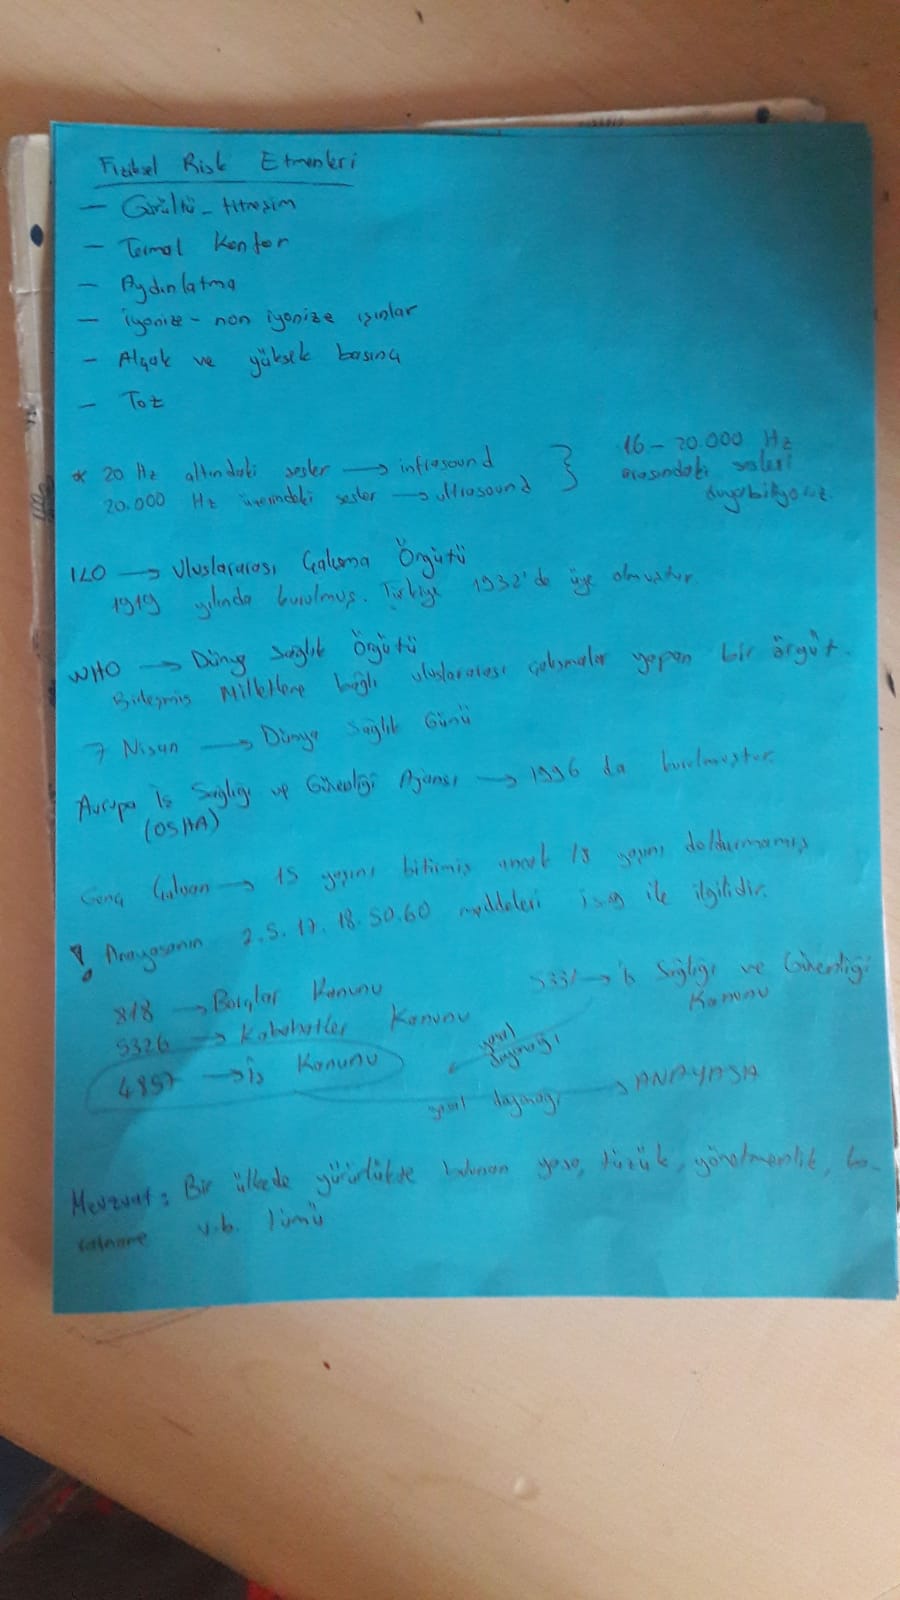 Fiziksel Risk Etmenleri
— Gürültü - titreşim
— Termal Konfor
— Aydınlatma
— İyonize - non iyonize ışınlar
— Alçak ve yüksek basınç
— Toz
* 20 Hz altındaki sesler → infrasound
20.000 Hz üzerindeki sesler → ultrasound
}
16 - 20.000 Hz
arasındaki sesleri
duyabiliyoruz.
ILO → Uluslararası Çalışma Örgütü
1919 yılında kurulmuş. Türkiye 1932'de üye olmuştur.
WHO → Dünya Sağlık Örgütü
Birleşmiş Milletlere bağlı uluslararası çalışmalar yapan bir örgüt.
7 Nisan → Dünya Sağlık Günü
Avrupa İş Sağlığı ve Güvenliği Ajansı → 1996 da kurulmuştur.
(OSHA)
Genç Çalışan → 15 yaşını bitirmiş ancak 18 yaşını doldurmamış
! Anayasanın 2. 5. 17. 18. 50. 60 maddeleri isg ile ilgilidir.
818 → Borçlar Kanunu
5326 → Kabahatler Kanunu
4857 → İş Kanunu
→ İş Sağlığı ve Güvenliği
Kanunu
yasal
dayanağı
yasal dayanağı → ANAYASA
Mevzuat: Bir ülkede yürürlükte bulunan yasa, tüzük, yönetmenlik, ka-
rarname v.b. tümü